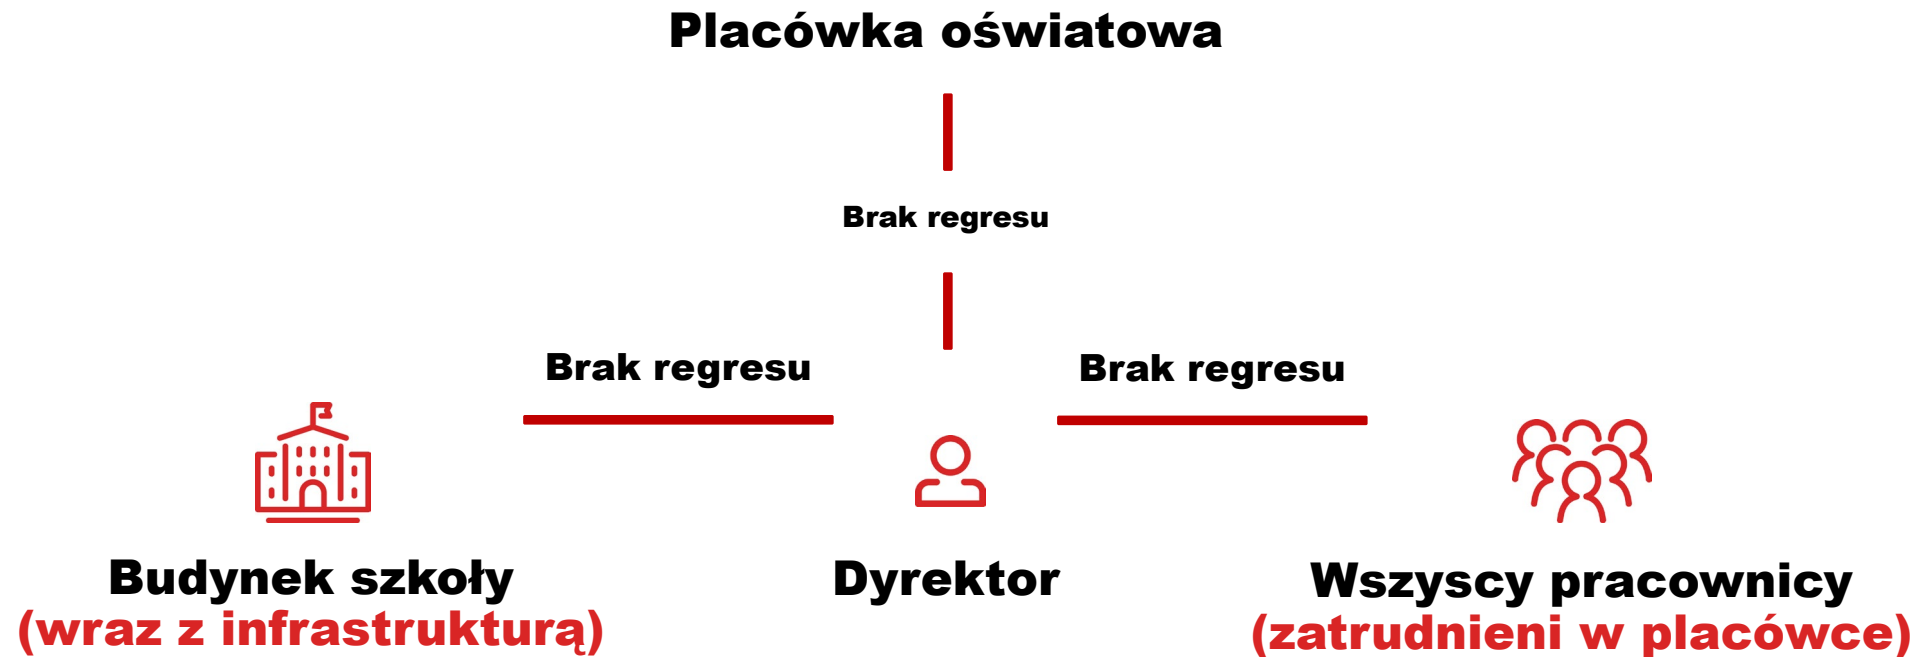 Placówka oświatowa
Brak regresu
Brak regresu
Brak regresu
Budynek szkoły
(wraz z infrastrukturą)
Dyrektor
Wszyscy pracownicy
(zatrudnieni w placówce)